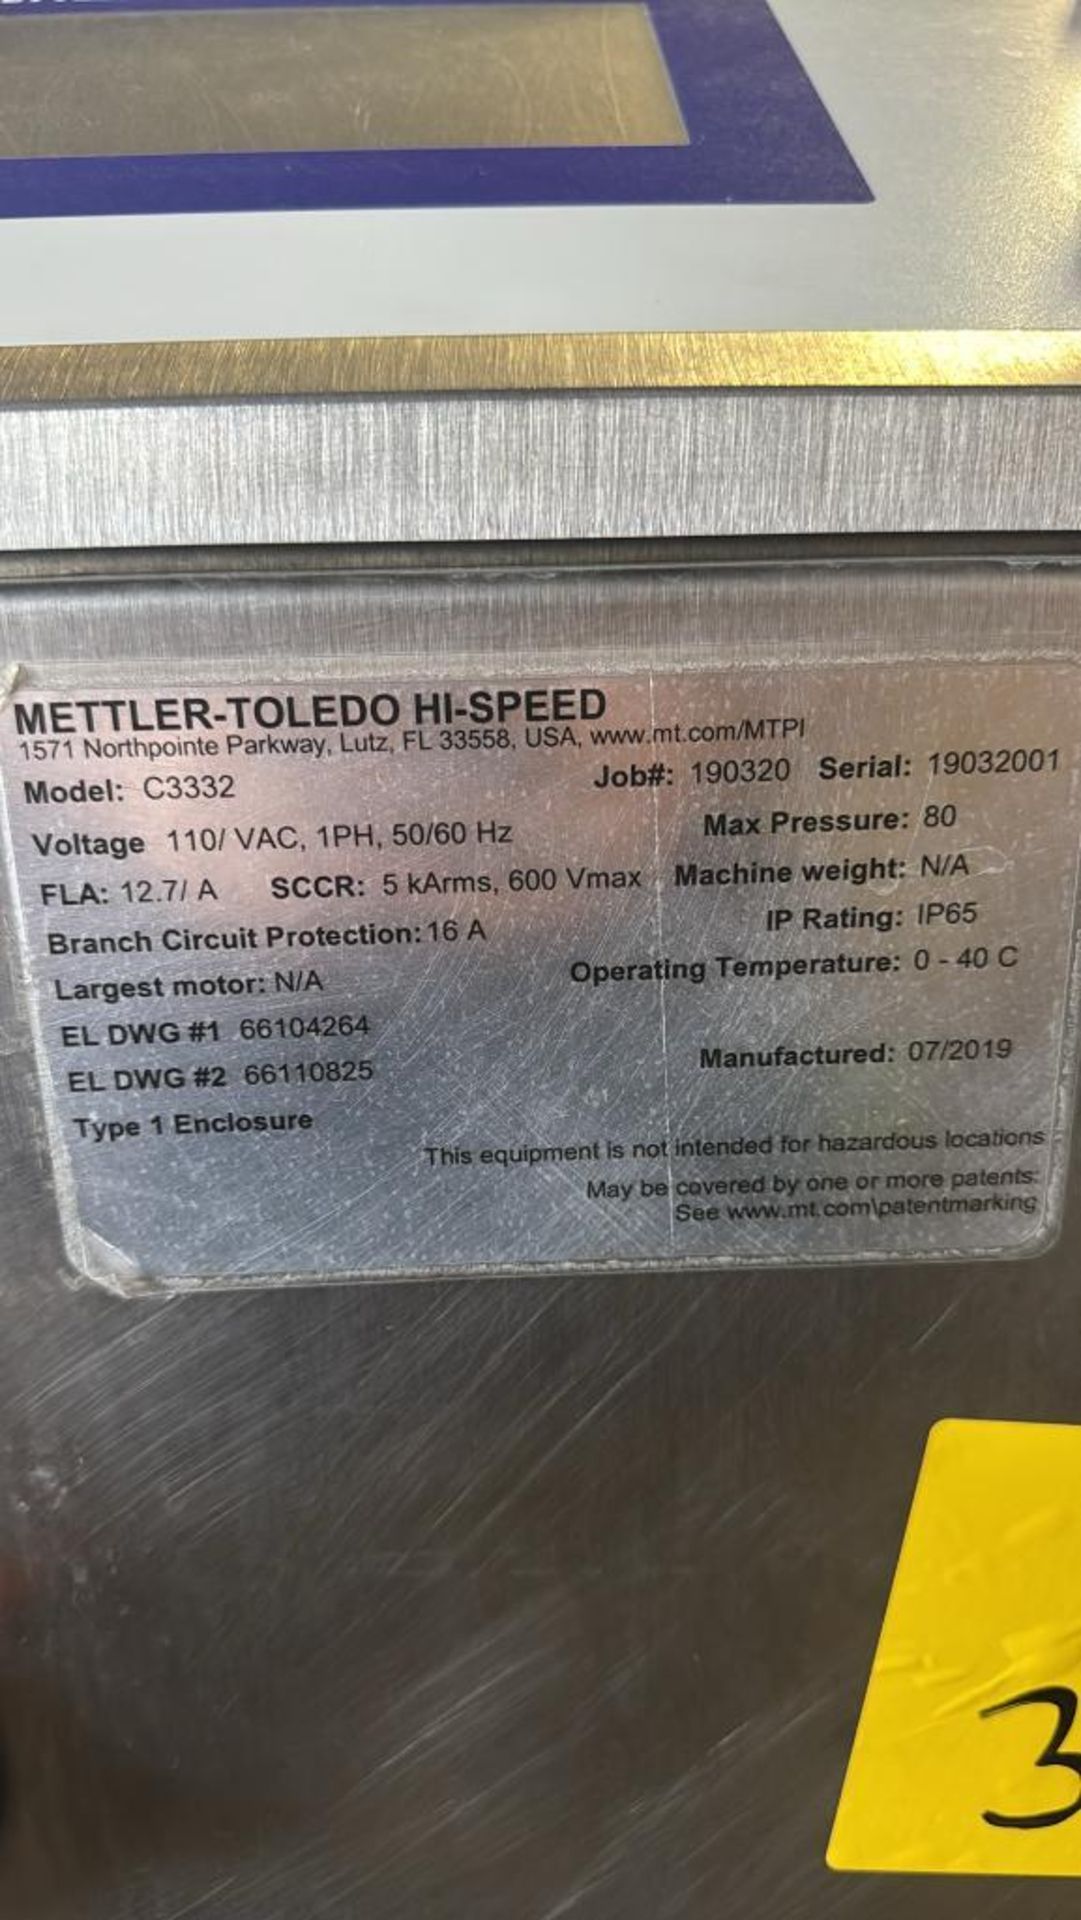 METTLER-TOLEDO HI-SPEED
1571 Northpointe Parkway, Lutz, FL 33558, USA, www.mt.com/MTPI
Model: C3332 Job#: 190320 Serial: 19032001
Voltage 110/ VAC, 1PH, 50/60 Hz Max Pressure: 80
FLA: 12.7/ A SCCR: 5 kArms, 600 Vmax Machine weight: N/A
Branch Circuit Protection: 16 A IP Rating: IP65
Largest motor: N/A Operating Temperature: 0 - 40 C
EL DWG #1 66104264
EL DWG #2 66110825 Manufactured: 07/2019
Type 1 Enclosure
This equipment is not intended for hazardous locations
May be covered by one or more patents:
See www.mt.com\patentmarking
3